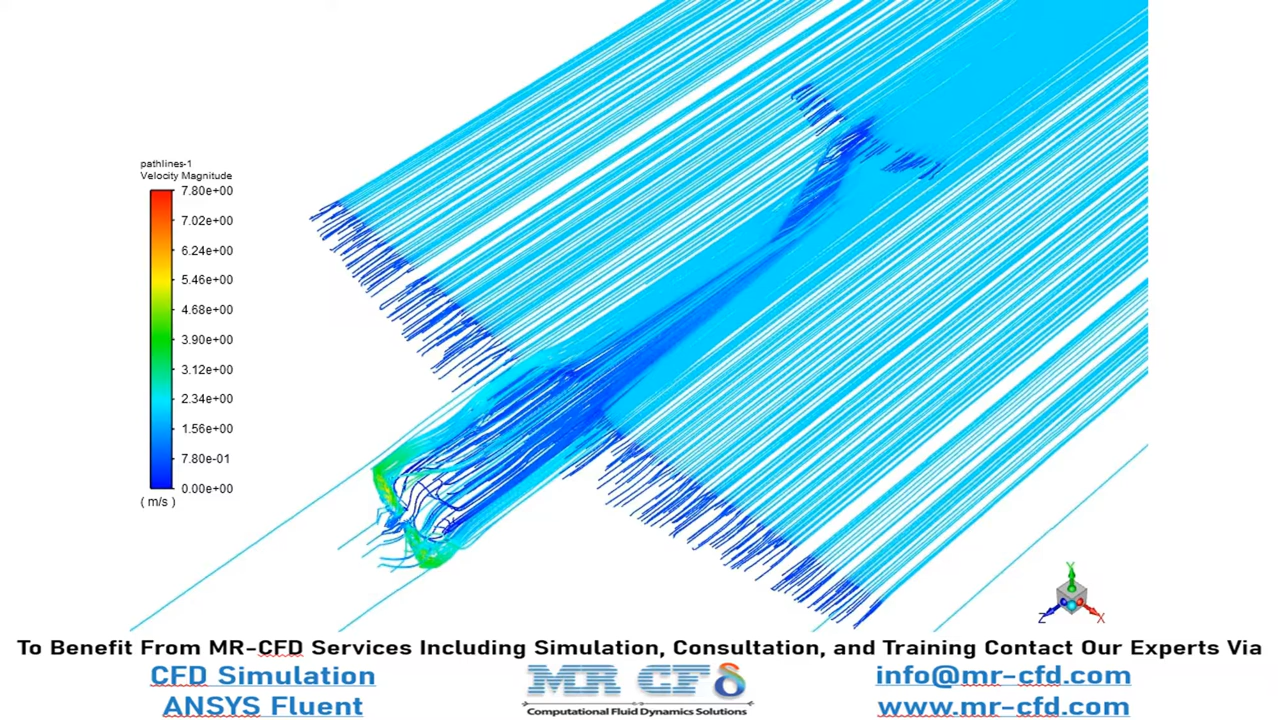 pathlines-1
Velocity Magnitude
7.80e+00
7.02e+00
6.24e+00
5.46e+00
4.68e+00
3.90e+00
3.12e+00
2.34e+00
1.56e+00
7.80e-01
0.00e+00
( m/s )
Y
Z
X
To Benefit From MR-CFD Services Including Simulation, Consultation, and Training Contact Our Experts Via
CFD Simulation
ANSYS Fluent
MR CFD
Computational Fluid Dynamics Solutions
info@mr-cfd.com
www.mr-cfd.com